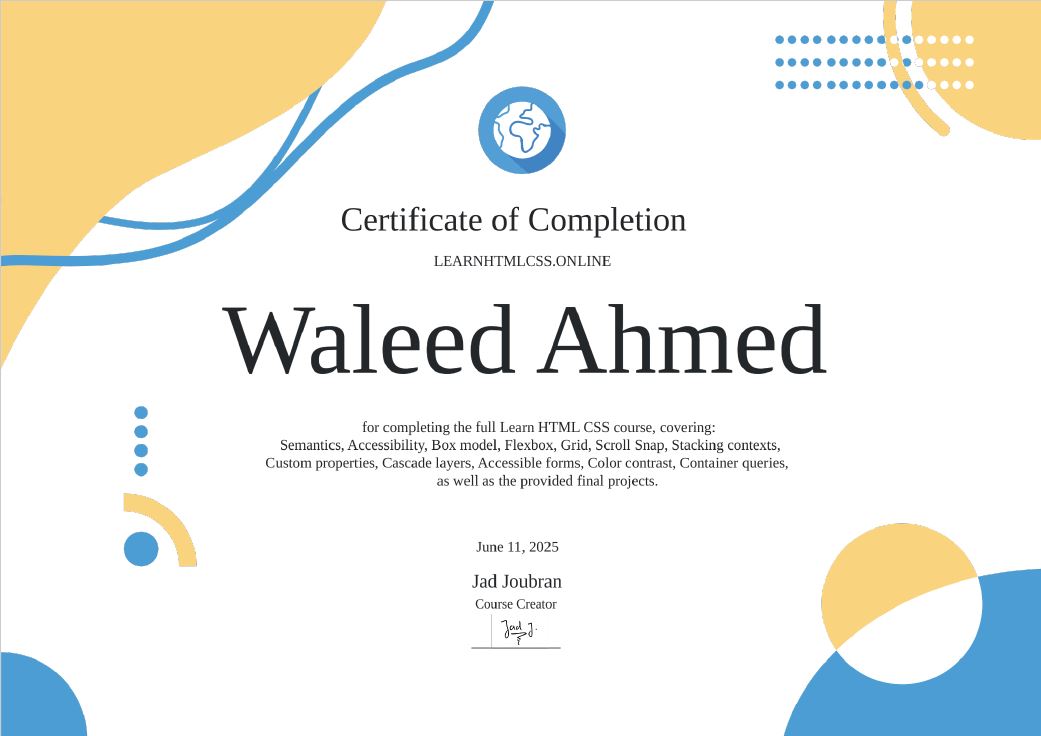 Certificate of Completion
LEARNHTMLCSS.ONLINE
Waleed Ahmed
for completing the full Learn HTML CSS course, covering:
Semantics, Accessibility, Box model, Flexbox, Grid, Scroll Snap, Stacking contexts,
Custom properties, Cascade layers, Accessible forms, Color contrast, Container queries,
as well as the provided final projects.
June 11, 2025
Jad Joubran
Course Creator
Jad J.